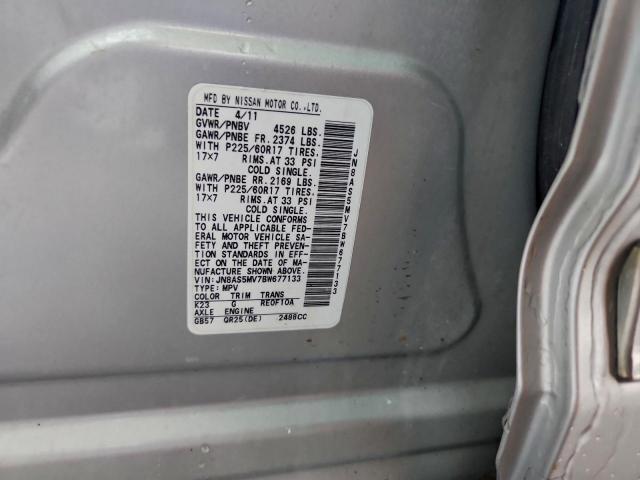 MFD BY NISSAN MOTOR CO.,LTD.
DATE 4/11
GVWR/PNBV 4526 LBS.
GAWR/PNBE FR. 2374 LBS.
WITH P225/60R17 TIRES.
17×7 RIMS.AT 33 PSI
COLD SINGLE.
GAWR/PNBE RR. 2169 LBS.
WITH P225/60R17 TIRES
17×7 RIMS.AT 33 PSI
COLD SINGLE.
THIS VEHICLE CONFORMS
TO ALL APPLICABLE FED-
ERAL MOTOR VEHICLE SA-
FETY AND THEFT PREVEN-
TION STANDARDS IN EFF-
ECT ON THE DATE OF MA-
NUFACTURE SHOWN ABOVE.
VIN: JN8AS5MV7BW677133
TYPE: MPV
COLOR TRIM TRANS
K23 G RE0F10A
AXLE ENGINE
GB57 QR25(DE) 2488CC
JN8AS5MV7BW677133